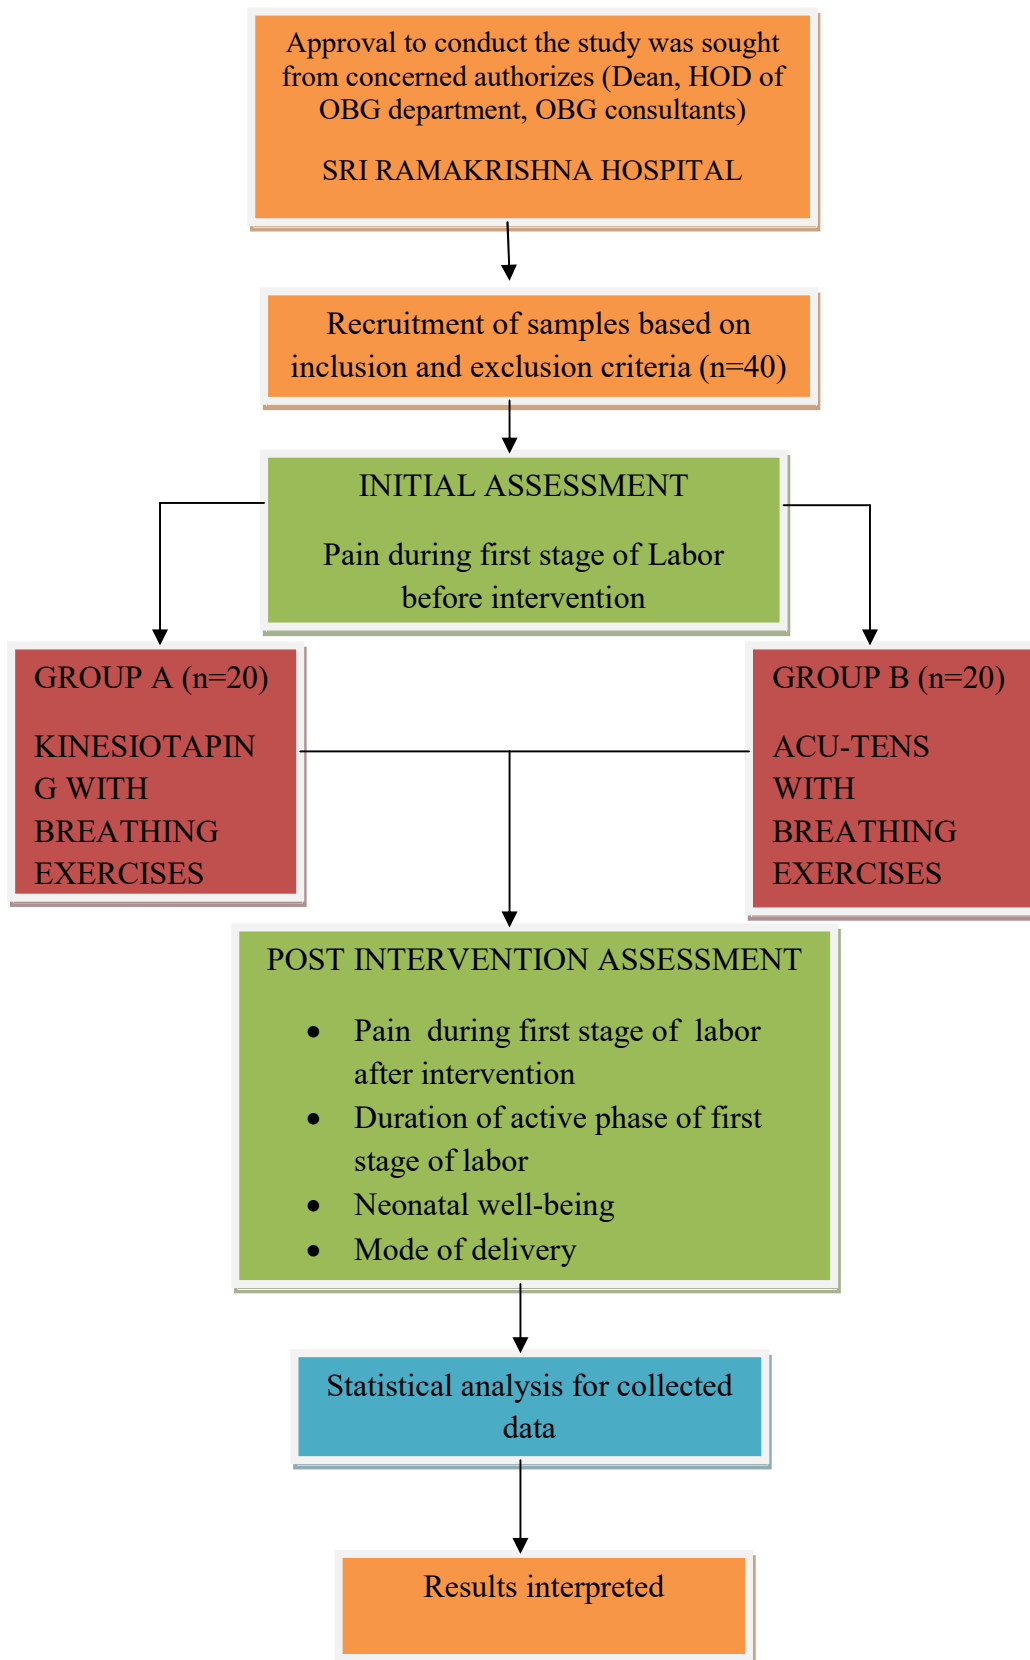 Approval to conduct the study was sought
from concerned authorizes (Dean, HOD of
OBG department, OBG consultants)
SRI RAMAKRISHNA HOSPITAL
Recruitment of samples based on
inclusion and exclusion criteria (n=40)
INITIAL ASSESSMENT
Pain during first stage of Labor
before intervention
GROUP A (n=20)
KINESIOTAPIN
G WITH
BREATHING
EXERCISES
GROUP B (n=20)
ACU-TENS
WITH
BREATHING
EXERCISES
POST INTERVENTION ASSESSMENT
• Pain during first stage of labor
after intervention
• Duration of active phase of first
stage of labor
• Neonatal well-being
• Mode of delivery
Statistical analysis for collected
data
Results interpreted